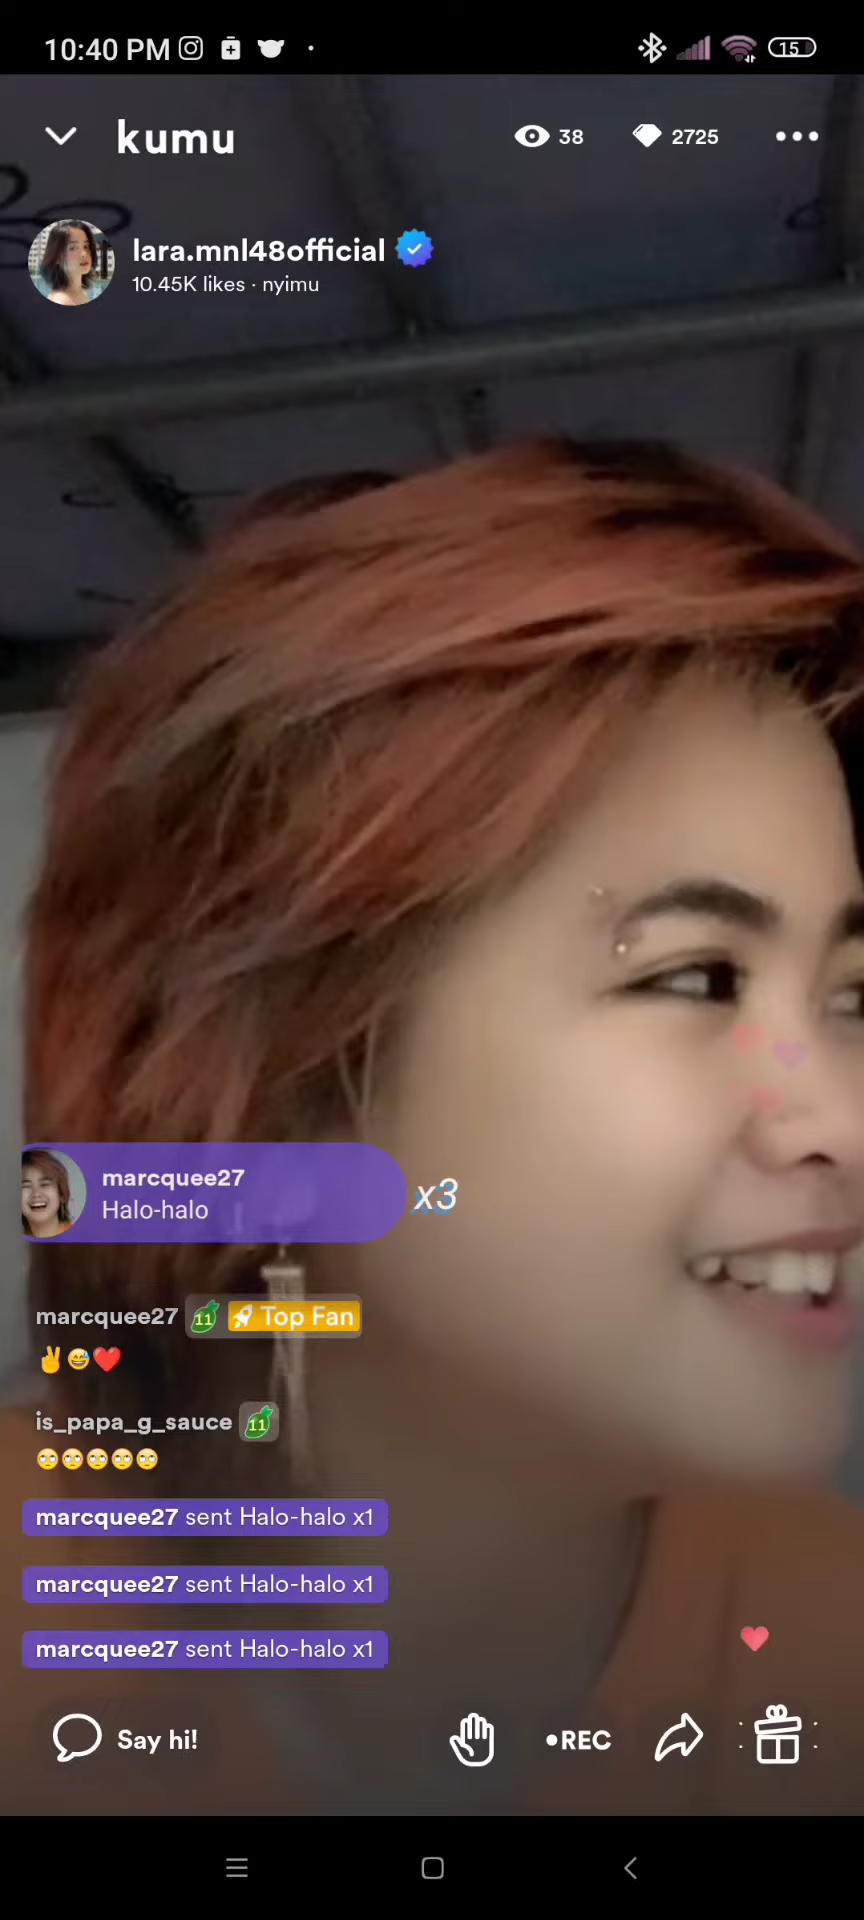 10:40 PM
15
kumu
38
2725
lara.mnl48official
10.45K likes · nyimu
marcquee27
Halo-halo
x3
marcquee27 11 Top Fan
✌😅❤
is_papa_g_sauce 11
🙄🙄🙄🙄🙄
marcquee27 sent Halo-halo x1
marcquee27 sent Halo-halo x1
marcquee27 sent Halo-halo x1
Say hi!
•REC